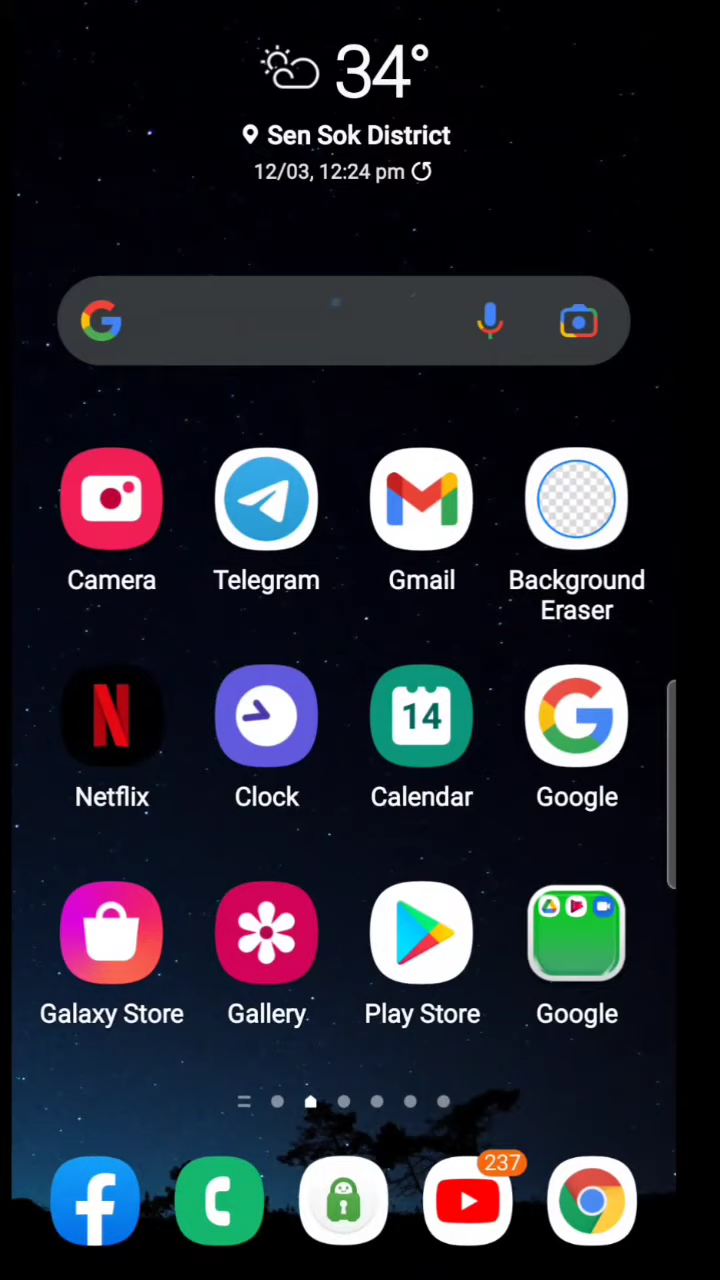 34°
Sen Sok District
12/03, 12:24 pm
Camera
Telegram
Gmail
Background
Eraser
14
Netflix
Clock
Calendar
Google
Galaxy Store
Gallery
Play Store
Google
237